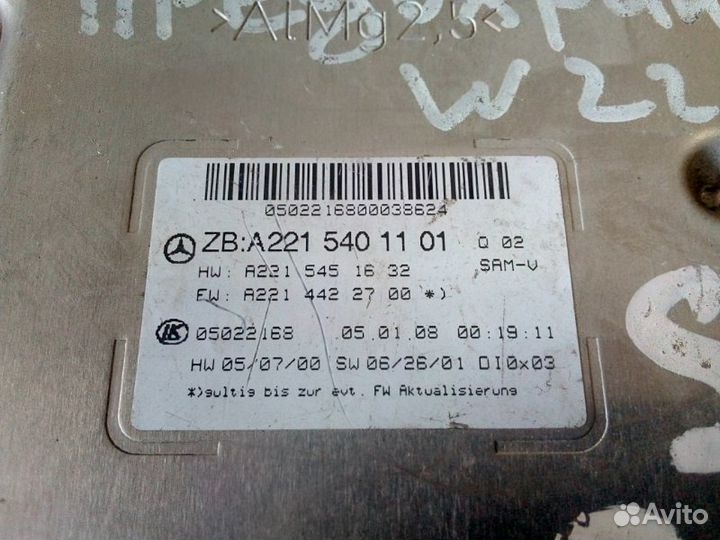 >AlMg2,5<
W22
0502216800038624
ZB:A221 540 11 01 Q 02
HW: A221 545 16 32 SAM-V
FW: A221 442 27 00 *)
05022168 05.01.08 00:19:11
HW 05/07/00 SW 06/26/01 DI0x03
*)gultig bis zur evt. FW Aktualisierung
Avito